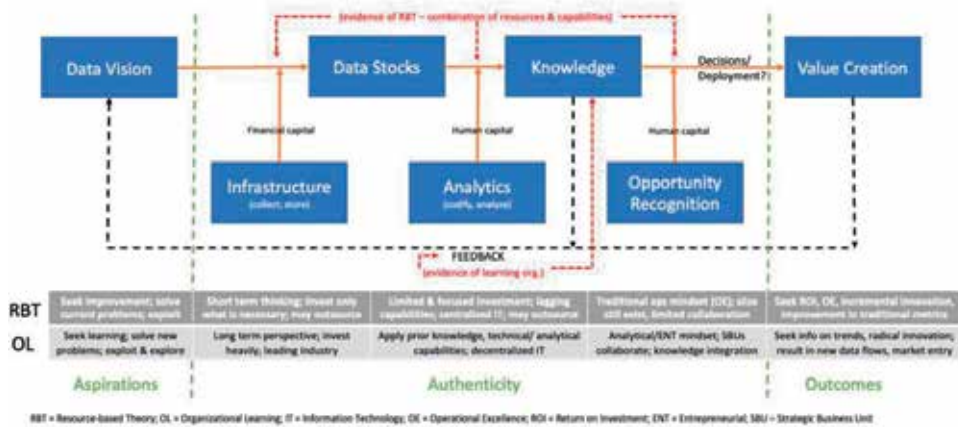 (evidence of RBT – combination of resources & capabilities)
Data Vision
Data Stocks
Knowledge
Decisions/
Deployment?
Value Creation
Financial capital
Human capital
Human capital
Infrastructure
(collect, store)
Analytics
(codify, analyze)
Opportunity
Recognition
FEEDBACK
(evidence of learning org.)
RBT
Seek improvement; solve
current problems; exploit
Short term thinking; invest only
what is necessary; may outsource
Limited & focused investment; lagging
capabilities; centralized IT; may outsource
Traditional ops mindset (OE); silos
still exist, limited collaboration
Seek ROI, OE, incremental innovation,
improvement in traditional metrics
OL
Seek learning; solve new
problems; exploit & explore
Long term perspective; invest
heavily; leading industry
Apply prior knowledge, technical/ analytical
capabilities; decentralized IT
Analytical/ENT mindset; SBUs
collaborate; knowledge integration
Seek info on trends, radical innovation;
result in new data flows, market entry
Aspirations
Authenticity
Outcomes
RBT = Resource-based Theory; OL = Organizational Learning; IT = Information Technology; OE = Operational Excellence; ROI = Return on Investment; ENT = Entrepreneurial; SBU – Strategic Business Unit